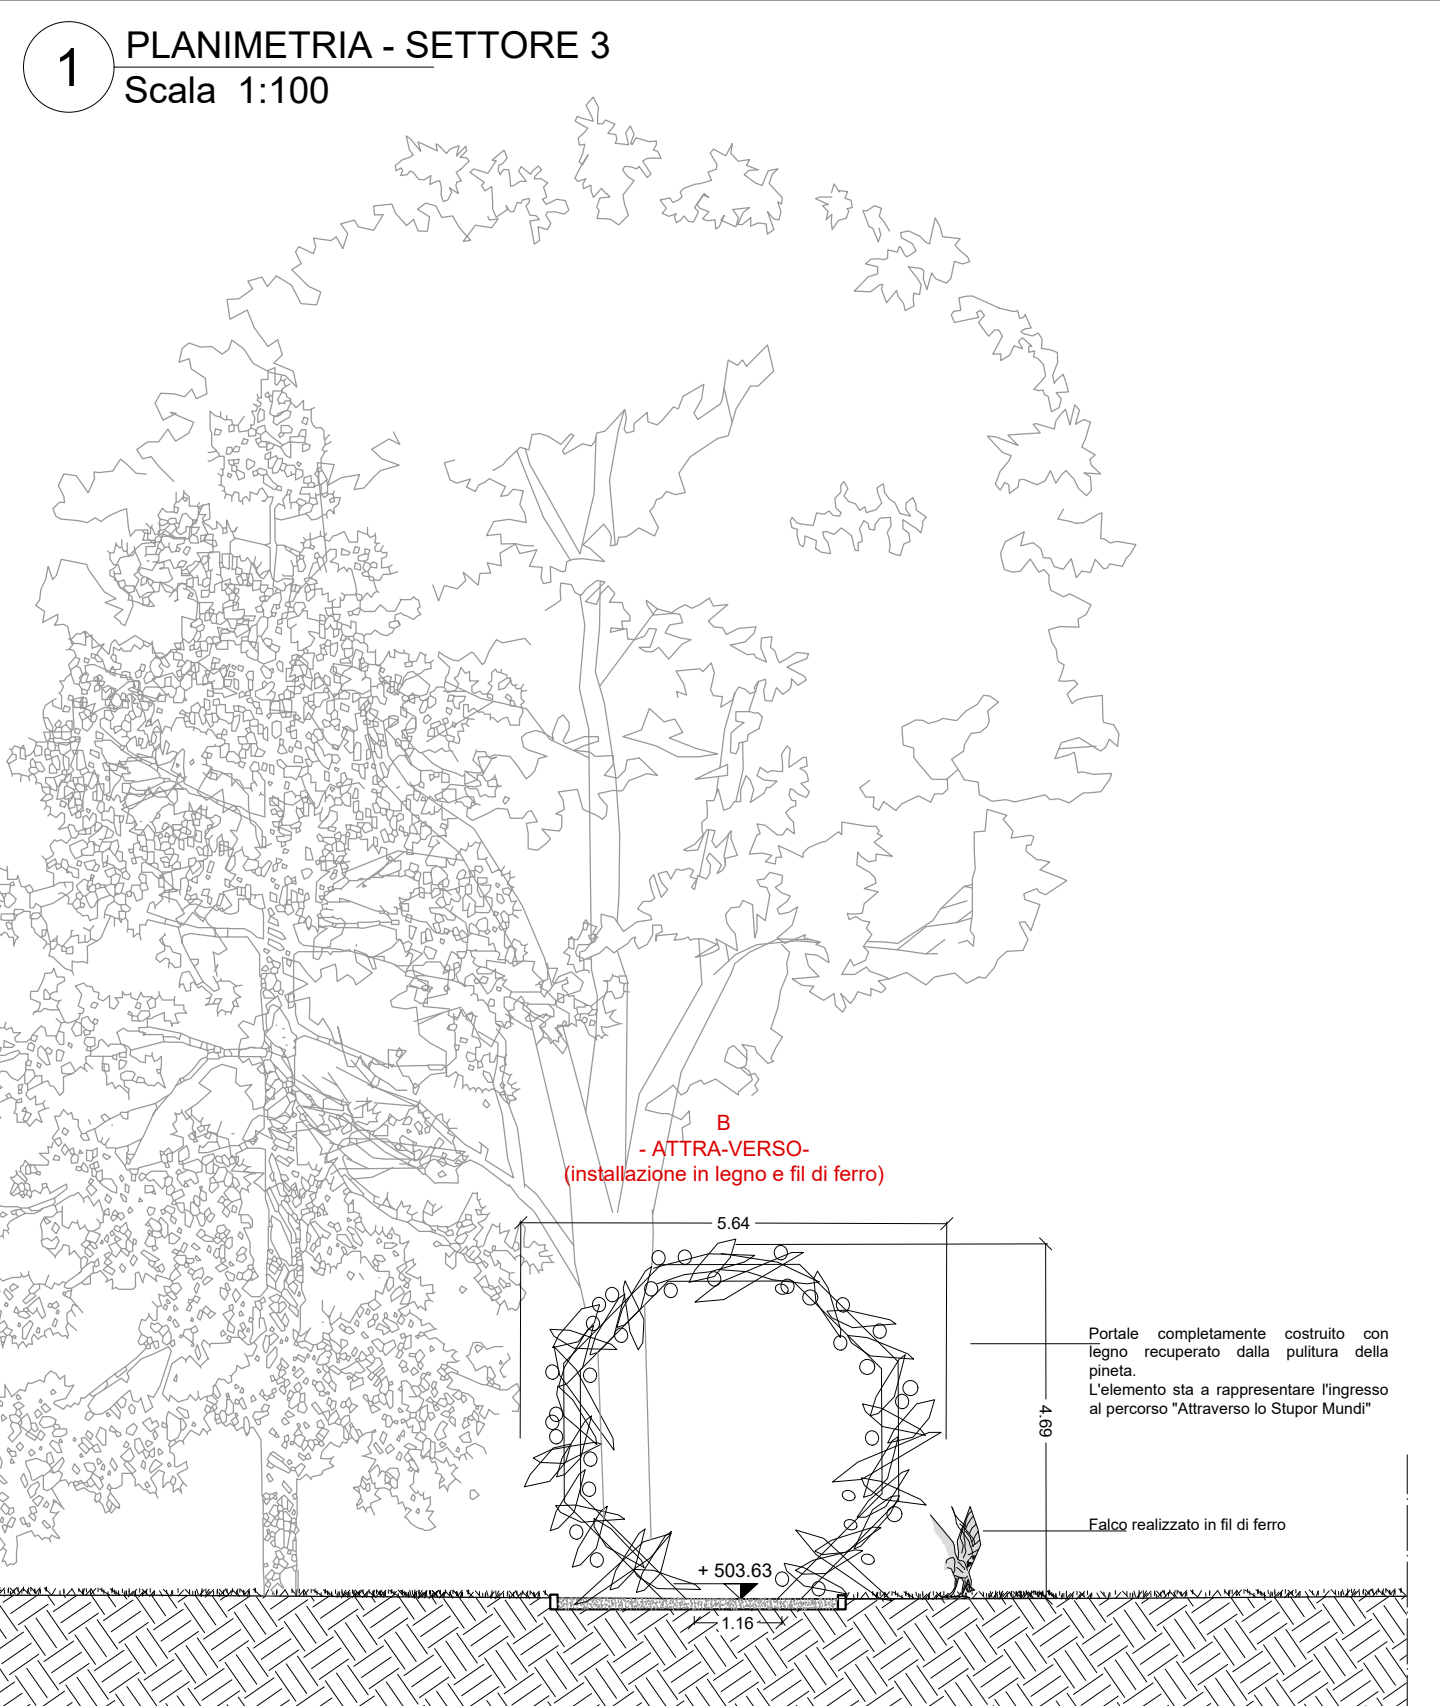 1
PLANIMETRIA - SETTORE 3
Scala 1:100
B
- ATTRA-VERSO-
(installazione in legno e fil di ferro)
5.64
Portale completamente costruito con
legno recuperato dalla pulitura della
pineta.
L'elemento sta a rappresentare l'ingresso
al percorso "Attraverso lo Stupor Mundi"
4.69
Falco realizzato in fil di ferro
+ 503.63
1.16